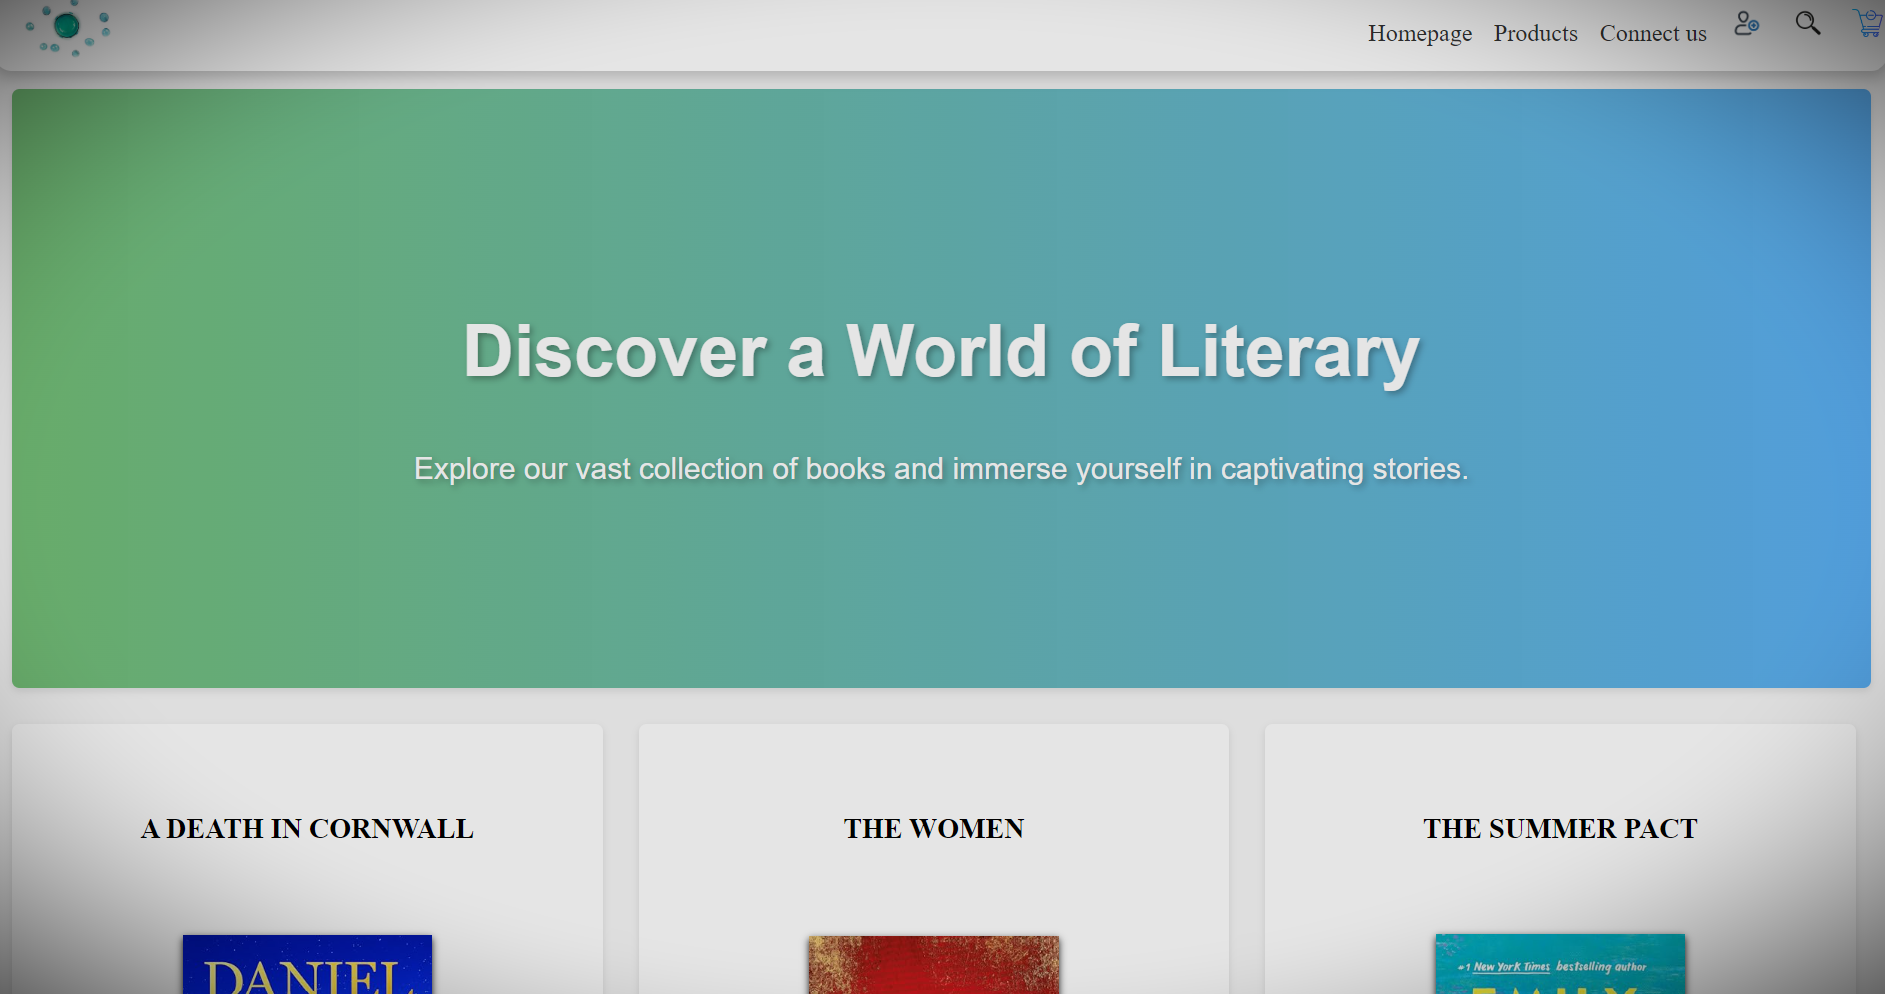 Homepage Products Connect us
Discover a World of Literary
Explore our vast collection of books and immerse yourself in captivating stories.
A DEATH IN CORNWALL
THE WOMEN
THE SUMMER PACT
DANIEL
#1 New York Times bestselling author
EMILY